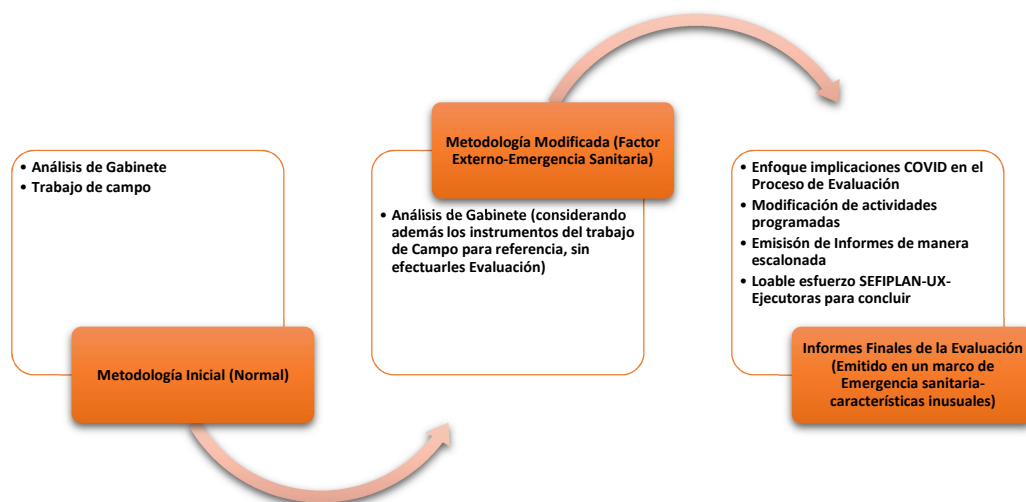 • Análisis de Gabinete
• Trabajo de campo
Metodología Inicial (Normal)
Metodología Modificada (Factor
Externo-Emergencia Sanitaria)
• Análisis de Gabinete (considerando
además los instrumentos del trabajo
de Campo para referencia, sin
efectuarles Evaluación)
• Enfoque implicaciones COVID en el
Proceso de Evaluación
• Modificación de actividades
programadas
• Emisisón de Informes de manera
escalonada
• Loable esfuerzo SEFIPLAN-UX-
Ejecutoras para concluir
Informes Finales de la Evaluación
(Emitido en un marco de
Emergencia sanitaria-
características inusuales)